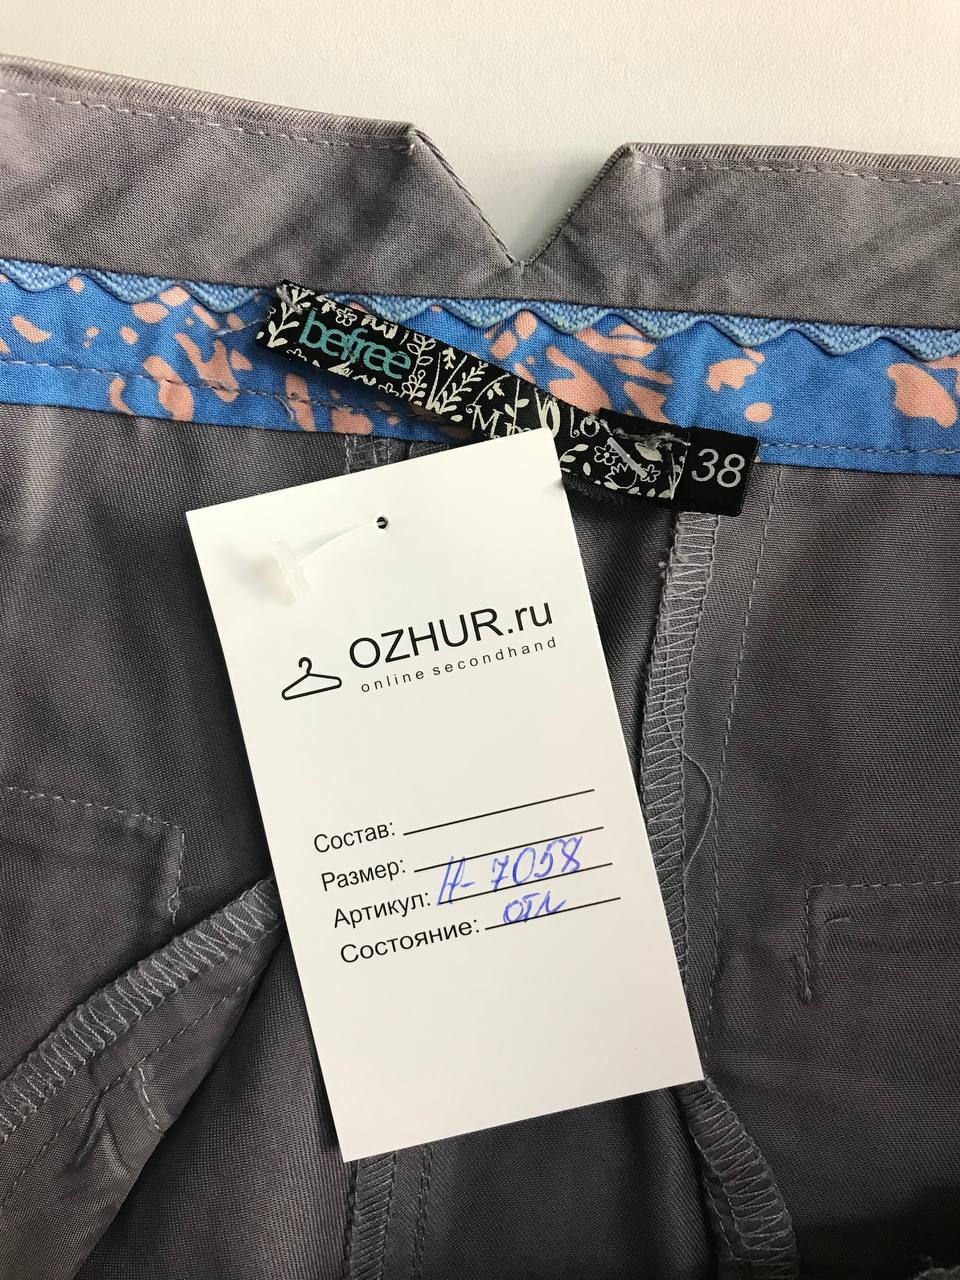 befree
38
OZHUR.ru
online secondhand
Состав:
Размер:
Артикул: Н-7058
Состояние: отл